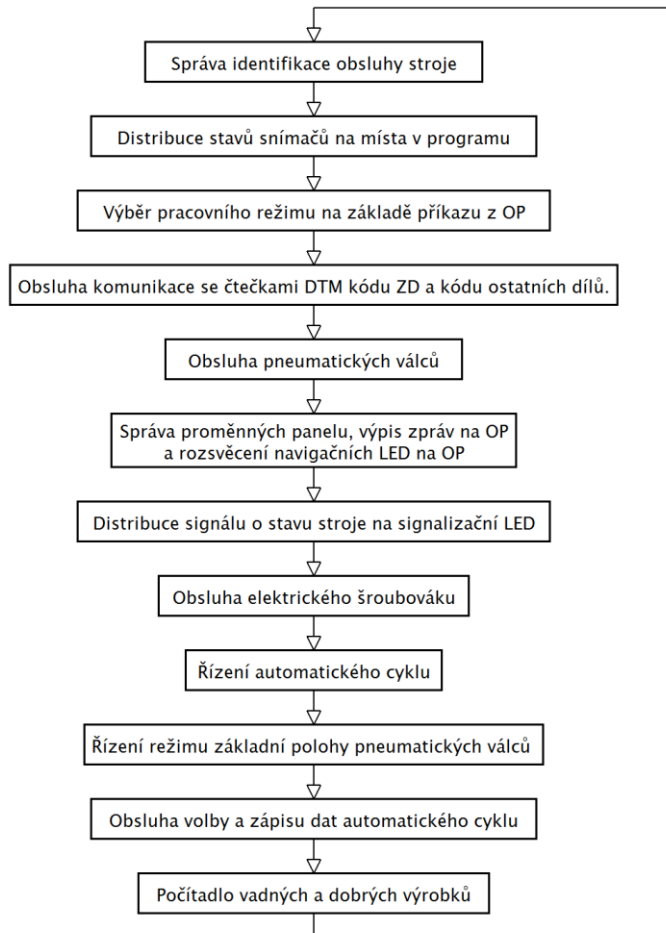 Správa identifikace obsluhy stroje
Distribuce stavů snímačů na místa v programu
Výběr pracovního režimu na základě příkazu z OP
Obsluha komunikace se čtečkami DTM kódu ZD a kódu ostatních dílů.
Obsluha pneumatických válců
Správa proměnných panelu, výpis zpráv na OP
a rozsvěcení navigačních LED na OP
Distribuce signálu o stavu stroje na signalizační LED
Obsluha elektrického šroubováku
Řízení automatického cyklu
Řízení režimu základní polohy pneumatických válců
Obsluha volby a zápisu dat automatického cyklu
Počítadlo vadných a dobrých výrobků